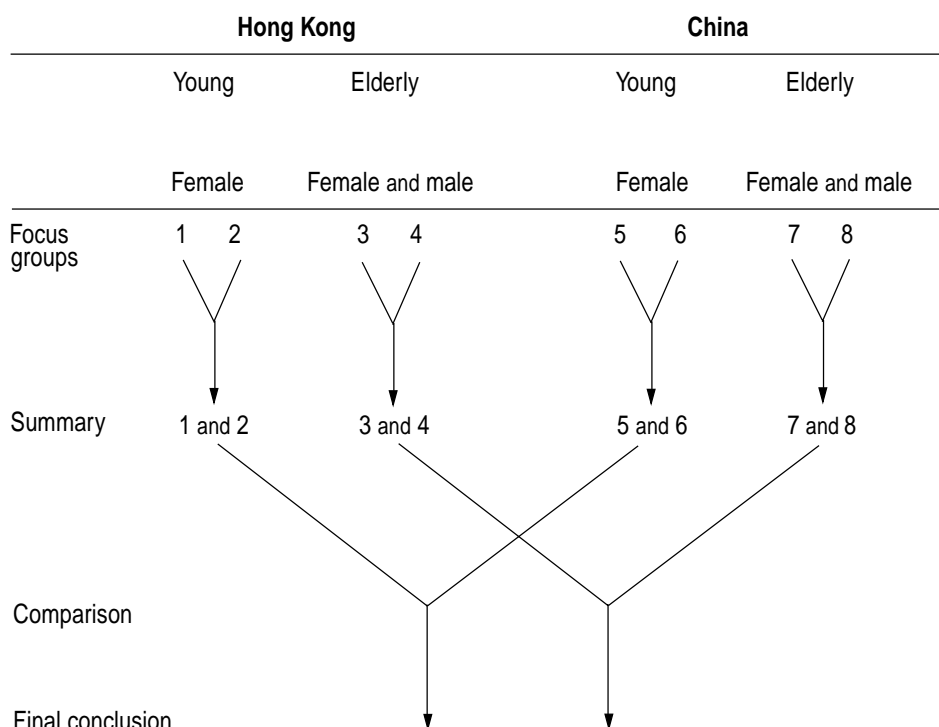 Hong Kong China
Young Elderly Young Elderly
Female Female and male Female Female and male
Focus groups 1 2 3 4 5 6 7 8
Summary 1 and 2 3 and 4 5 and 6 7 and 8
Comparison
Final conclusion